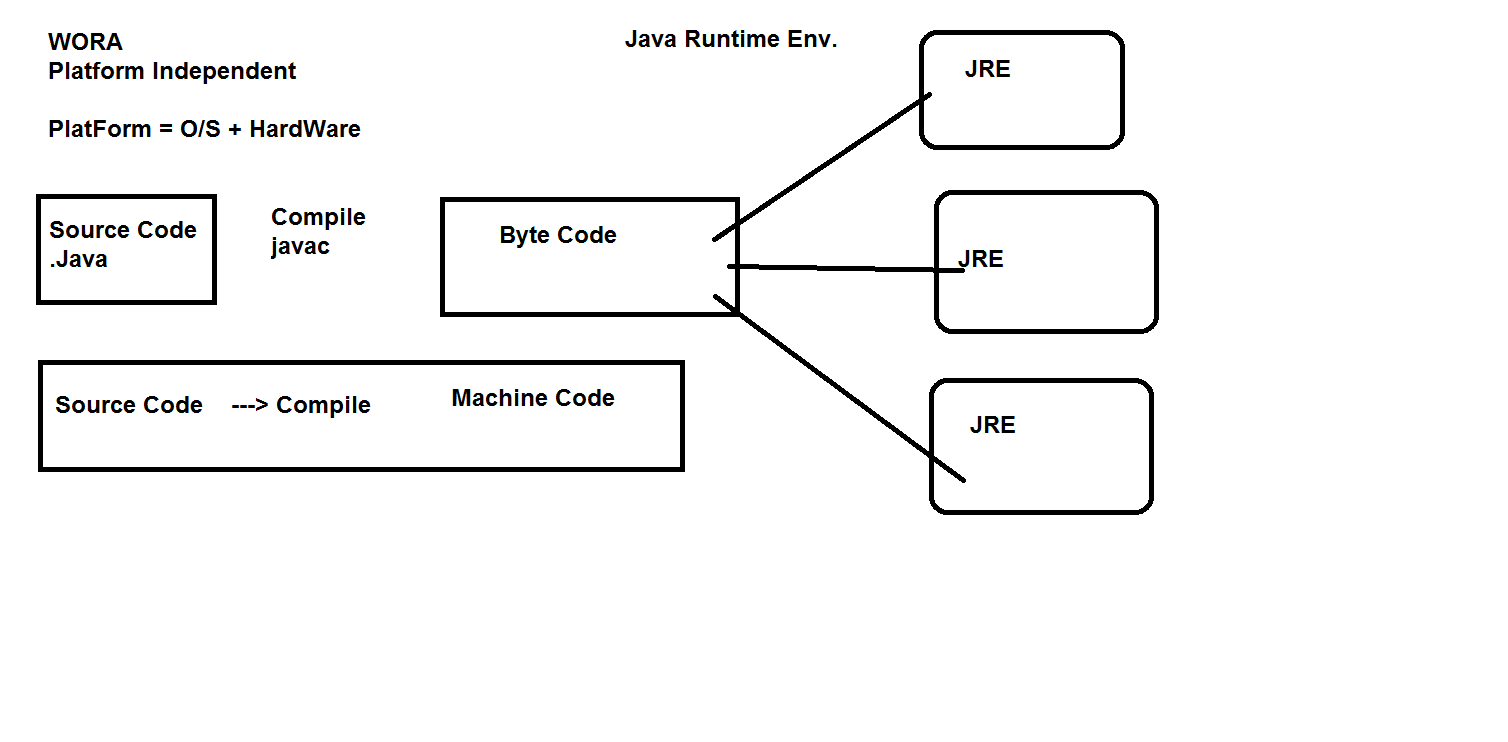 WORA
Platform Independent
PlatForm = O/S + HardWare
Java Runtime Env.
JRE
Source Code
.Java
Compile
javac
Byte Code
JRE
Source Code ---> Compile Machine Code
JRE